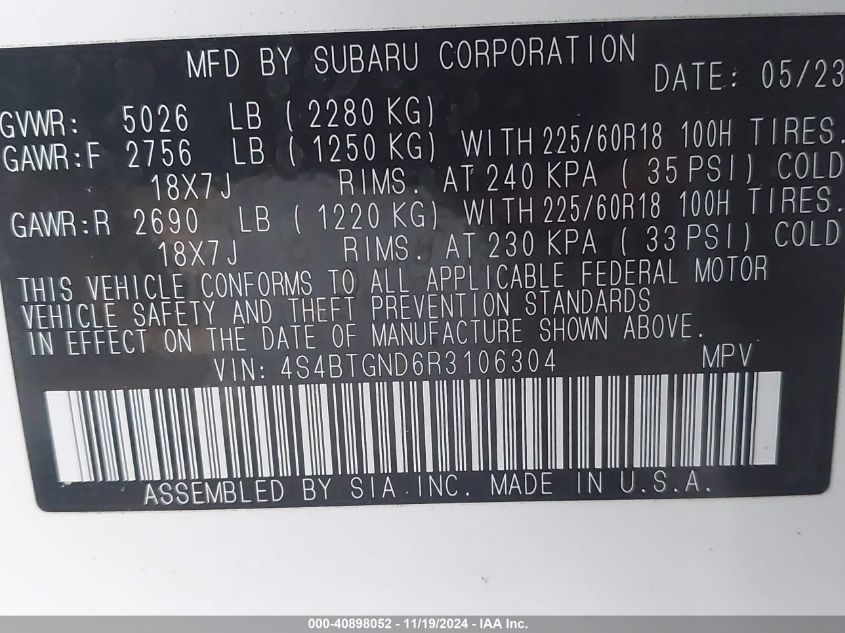 MFD BY SUBARU CORPORATION
DATE: 05/23
GVWR: 5026 LB ( 2280 KG)
GAWR:F 2756 LB ( 1250 KG) WITH 225/60R18 100H TIRES.
18X7J RIMS. AT 240 KPA ( 35 PSI) COLD
GAWR:R 2690 LB ( 1220 KG) WITH 225/60R18 100H TIRES.
18X7J RIMS. AT 230 KPA ( 33 PSI) COLD
THIS VEHICLE CONFORMS TO ALL APPLICABLE FEDERAL MOTOR
VEHICLE SAFETY AND THEFT PREVENTION STANDARDS
IN EFFECT ON THE DATE OF MANUFACTURE SHOWN ABOVE.
VIN: 4S4BTGND6R3106304 MPV
ASSEMBLED BY SIA INC. MADE IN U.S.A.
000-40898052 - 11/19/2024 - IAA Inc.